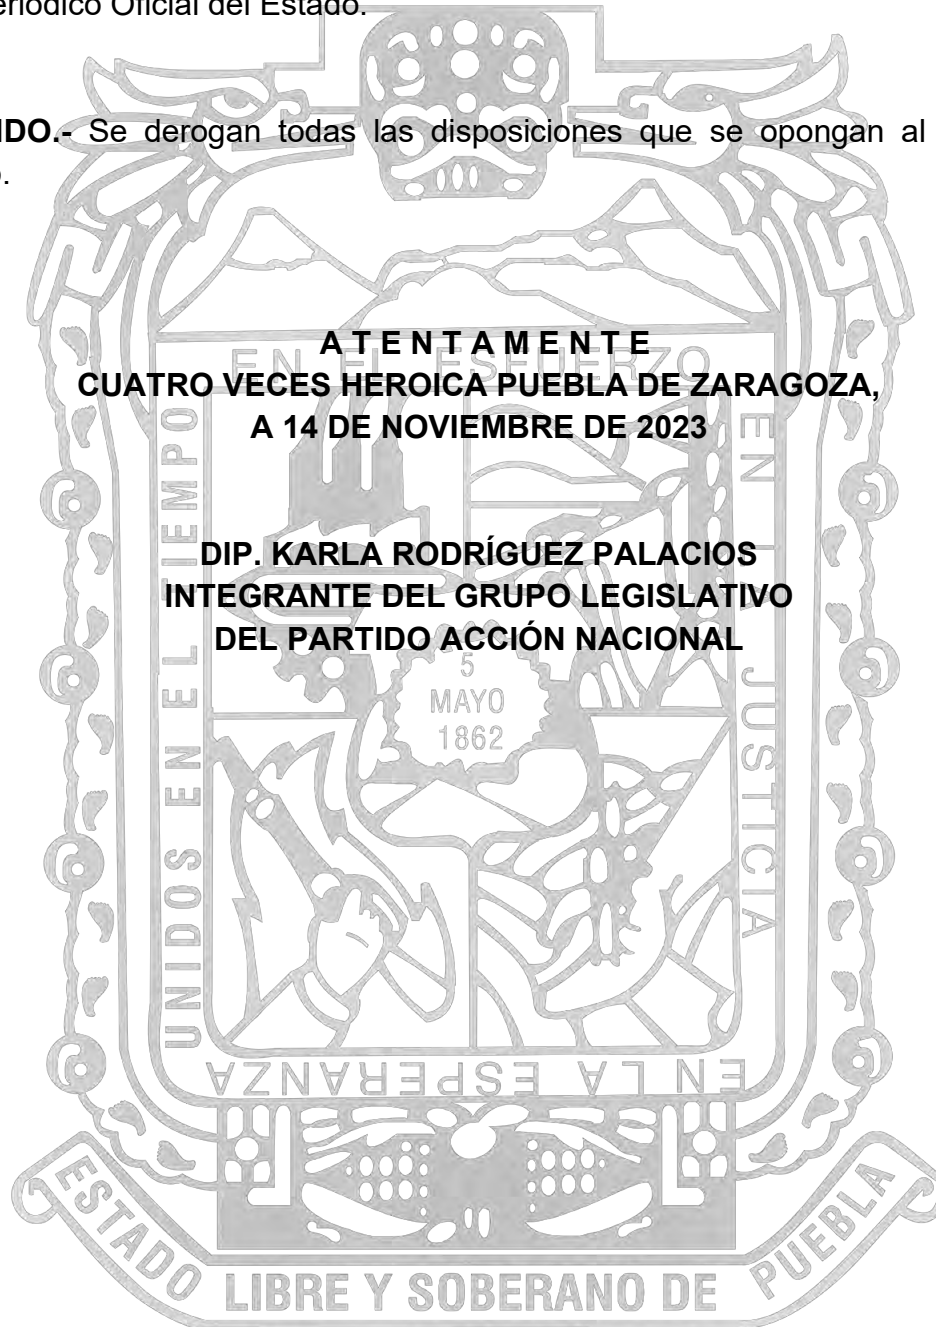 eriódico Oficial del Estado.
NDO.- Se derogan todas las disposiciones que se opongan al
o.
A T E N T A M E N T E
CUATRO VECES HEROICA PUEBLA DE ZARAGOZA,
A 14 DE NOVIEMBRE DE 2023
DIP. KARLA RODRÍGUEZ PALACIOS
INTEGRANTE DEL GRUPO LEGISLATIVO
DEL PARTIDO ACCIÓN NACIONAL
UNIDOS EN EL TIEMPO
EN EL ESFUERZO
EN LA JUSTICIA
EN LA ESPERANZA
5
MAYO
1862
ESTADO LIBRE Y SOBERANO DE PUEBLA